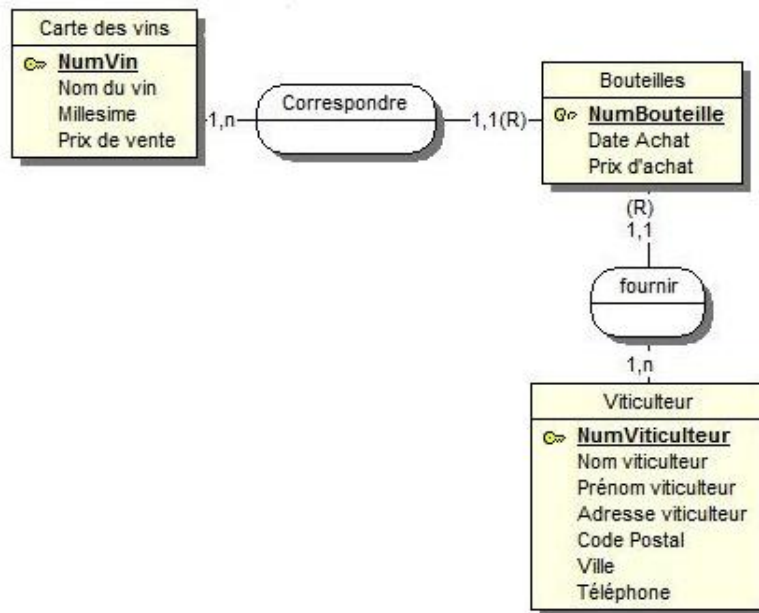 Carte des vins
NumVin
Nom du vin
Millesime
Prix de vente
1,n
Correspondre
1,1(R)
Bouteilles
NumBouteille
Date Achat
Prix d'achat
(R)
1,1
fournir
1,n
Viticulteur
NumViticulteur
Nom viticulteur
Prénom viticulteur
Adresse viticulteur
Code Postal
Ville
Téléphone